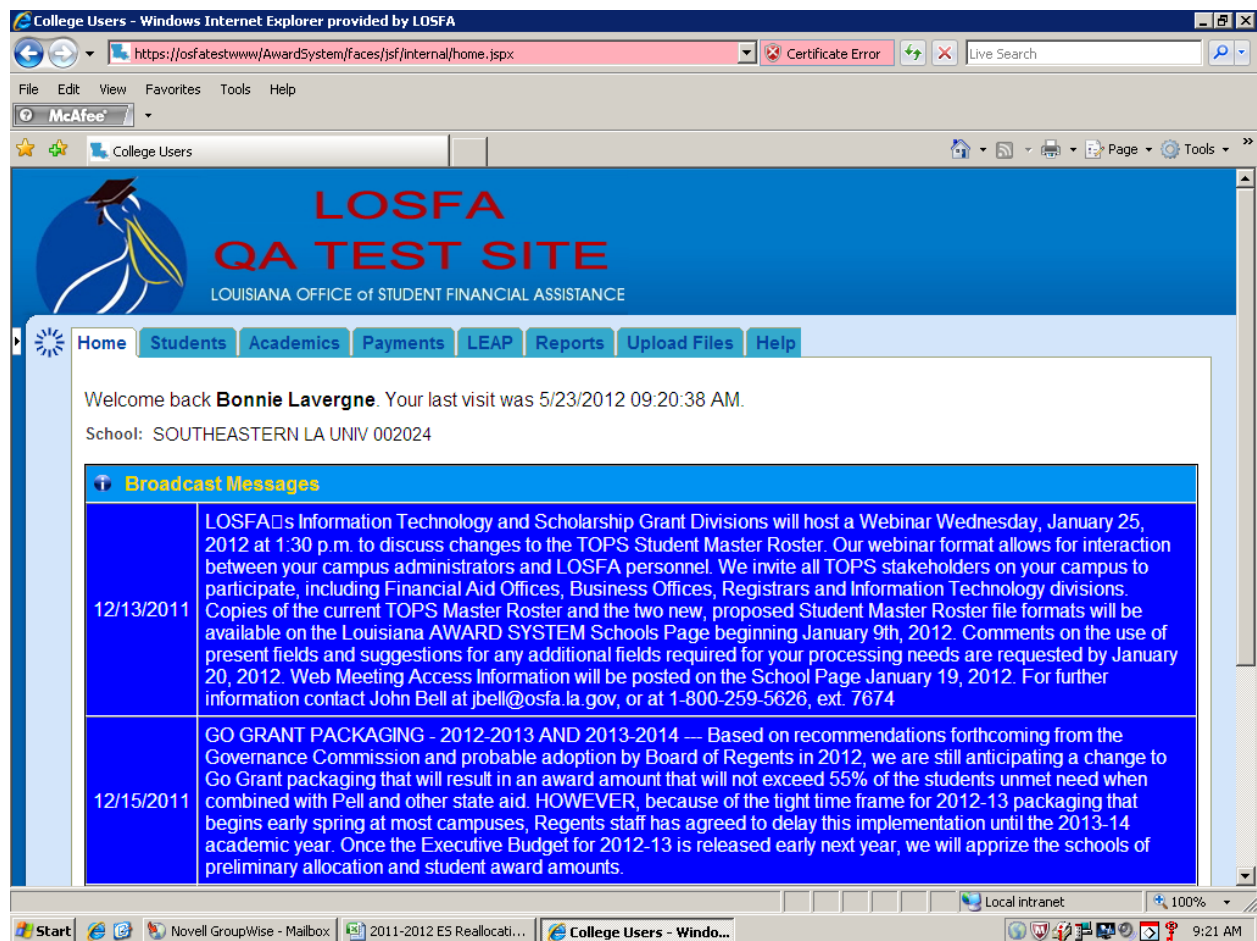 College Users - Windows Internet Explorer provided by LOSFA
https://osfatestwww/AwardSystem/faces/jsf/internal/home.jspx
Certificate Error
Live Search
File Edit View Favorites Tools Help
McAfee
College Users
Page
Tools
LOSFA
QA TEST SITE
LOUISIANA OFFICE of STUDENT FINANCIAL ASSISTANCE
Home Students Academics Payments LEAP Reports Upload Files Help
Welcome back Bonnie Lavergne. Your last visit was 5/23/2012 09:20:38 AM.
School: SOUTHEASTERN LA UNIV 002024
Broadcast Messages
12/13/2011
LOSFA□s Information Technology and Scholarship Grant Divisions will host a Webinar Wednesday, January 25,
2012 at 1:30 p.m. to discuss changes to the TOPS Student Master Roster. Our webinar format allows for interaction
between your campus administrators and LOSFA personnel. We invite all TOPS stakeholders on your campus to
participate, including Financial Aid Offices, Business Offices, Registrars and Information Technology divisions.
Copies of the current TOPS Master Roster and the two new, proposed Student Master Roster file formats will be
available on the Louisiana AWARD SYSTEM Schools Page beginning January 9th, 2012. Comments on the use of
present fields and suggestions for any additional fields required for your processing needs are requested by January
20, 2012. Web Meeting Access Information will be posted on the School Page January 19, 2012. For further
information contact John Bell at jbell@osfa.la.gov, or at 1-800-259-5626, ext. 7674
12/15/2011
GO GRANT PACKAGING - 2012-2013 AND 2013-2014 --- Based on recommendations forthcoming from the
Governance Commission and probable adoption by Board of Regents in 2012, we are still anticipating a change to
Go Grant packaging that will result in an award amount that will not exceed 55% of the students unmet need when
combined with Pell and other state aid. HOWEVER, because of the tight time frame for 2012-13 packaging that
begins early spring at most campuses, Regents staff has agreed to delay this implementation until the 2013-14
academic year. Once the Executive Budget for 2012-13 is released early next year, we will apprize the schools of
preliminary allocation and student award amounts.
Local intranet
100%
Start
Novell GroupWise - Mailbox
2011-2012 ES Reallocati...
College Users - Windo...
9:21 AM